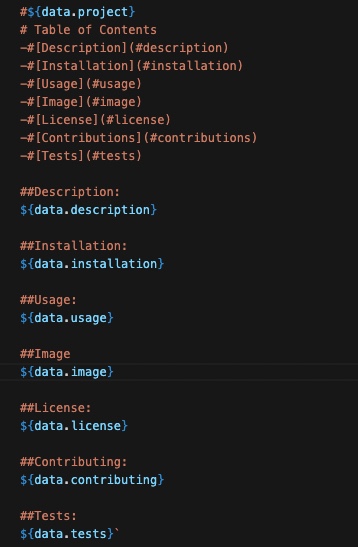 #${data.project}
# Table of Contents
-#[Description](#description)
-#[Installation](#installation)
-#[Usage](#usage)
-#[Image](#image)
-#[License](#license)
-#[Contributions](#contributions)
-#[Tests](#tests)
##Description:
${data.description}
##Installation:
${data.installation}
##Usage:
${data.usage}
##Image
${data.image}
##License:
${data.license}
##Contributing:
${data.contributing}
##Tests:
${data.tests}`